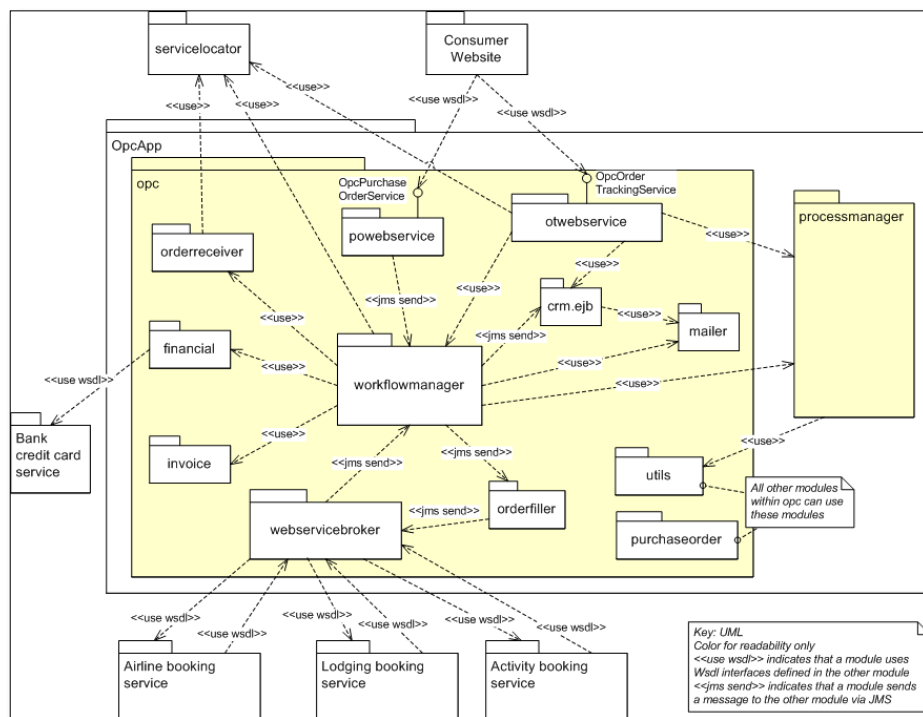 servicelocator
Consumer
Website
<<use>>
<<use>>
<<use>>
<<use wsdl>>
<<use wsdl>>
OpcApp
opc
OpcPurchase
OrderService
OpcOrder
TrackingService
orderreceiver
powebservice
otwebservice
processmanager
<<use>>
<<use>>
<<use>>
<<jms send>>
<<use>>
crm.ejb
<<use>>
mailer
<<jms send>>
financial
<<use>>
workflowmanager
<<use>>
<<use>>
<<use wsdl>>
Bank
credit card
service
invoice
<<use>>
<<jms send>>
<<jms send>>
<<use>>
utils
All other modules
within opc can use
these modules
orderfiller
<<jms send>>
webservicebroker
purchaseorder
<<use wsdl>>
<<use wsdl>>
<<use wsdl>>
<<use wsdl>>
<<use wsdl>>
<<use wsdl>>
Airline booking
service
Lodging booking
service
Activity booking
service
Key: UML
Color for readability only
<<use wsdl>> indicates that a module uses
Wsdl interfaces defined in the other module
<<jms send>> indicates that a module sends
a message to the other module via JMS